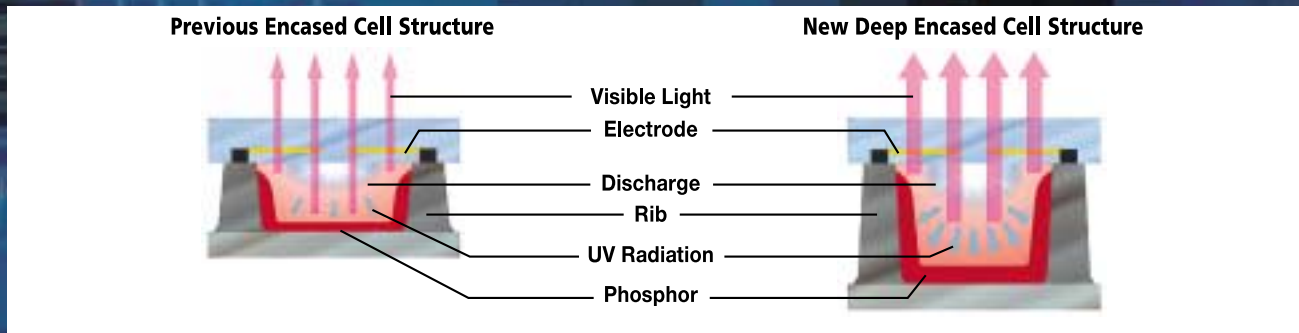 Previous Encased Cell Structure
New Deep Encased Cell Structure
Visible Light
Electrode
Discharge
Rib
UV Radiation
Phosphor